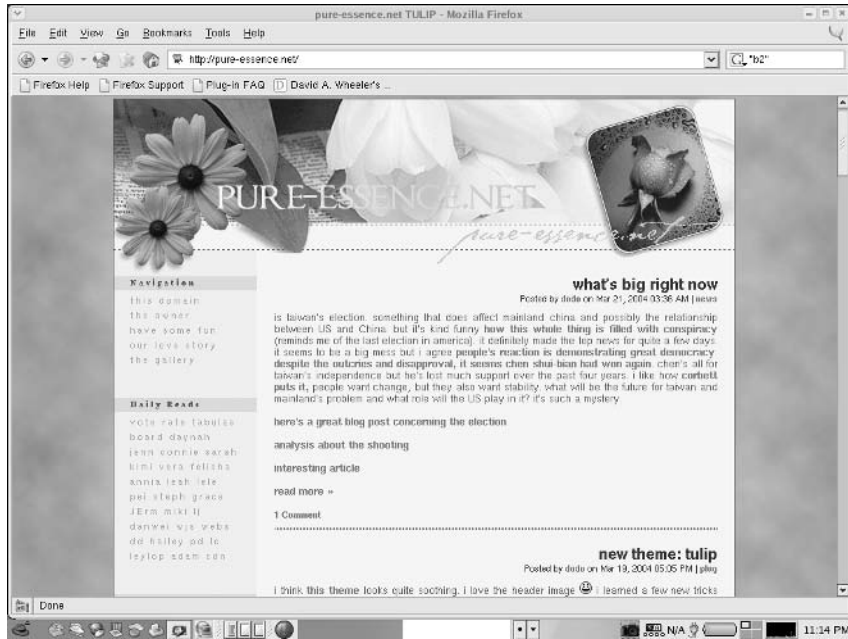 pure-essence.net TULIP - Mozilla Firefox
File Edit View Go Bookmarks Tools Help
http://pure-essence.net/
"b2"
Firefox Help Firefox Support Plug-in FAQ David A. Wheeler's ...
PURE-ESSENCE.NET
pure-essence.net
Navigation
this domain
the owner
have some fun
our love story
the gallery
Daily Reads
vote rate tabulas
board daynah
jenn connie sarah
kimi vera felisha
annia leah lele
pei steph grace
JErm miki lj
danwei wjs webs
dd hailey pd lo
leylop adam
what's big right now
Posted by dodo on Mar 21, 2004 03:36 AM | news
is taiwan's election. something that does affect mainland china and possibly the relationship
between US and China. but it's kind funny how this whole thing is filled with conspiracy
(reminds me of the last election in america). it definitely made the top news for quite a few days.
it seems to be a big mess but i agree people's reaction is demonstrating great democracy.
despite the outcries and disapproval, it seems chen shui-bian had won again. chen's all for
taiwan's independence but he's lost much support over the past four years. i like how corbett
puts it, people want change, but they also want stability. what will be the future for taiwan and
mainland's problem and what role will the US play in it? it's such a mystery.
here's a great blog post concerning the election
analysis about the shooting
interesting article
read more »
1 Comment
new theme: tulip
Posted by dodo on Mar 19, 2004 05:05 PM | plog
i think this theme looks quite soothing. i love the header image i learned a few new tricks
Done
N/A
11:14 PM